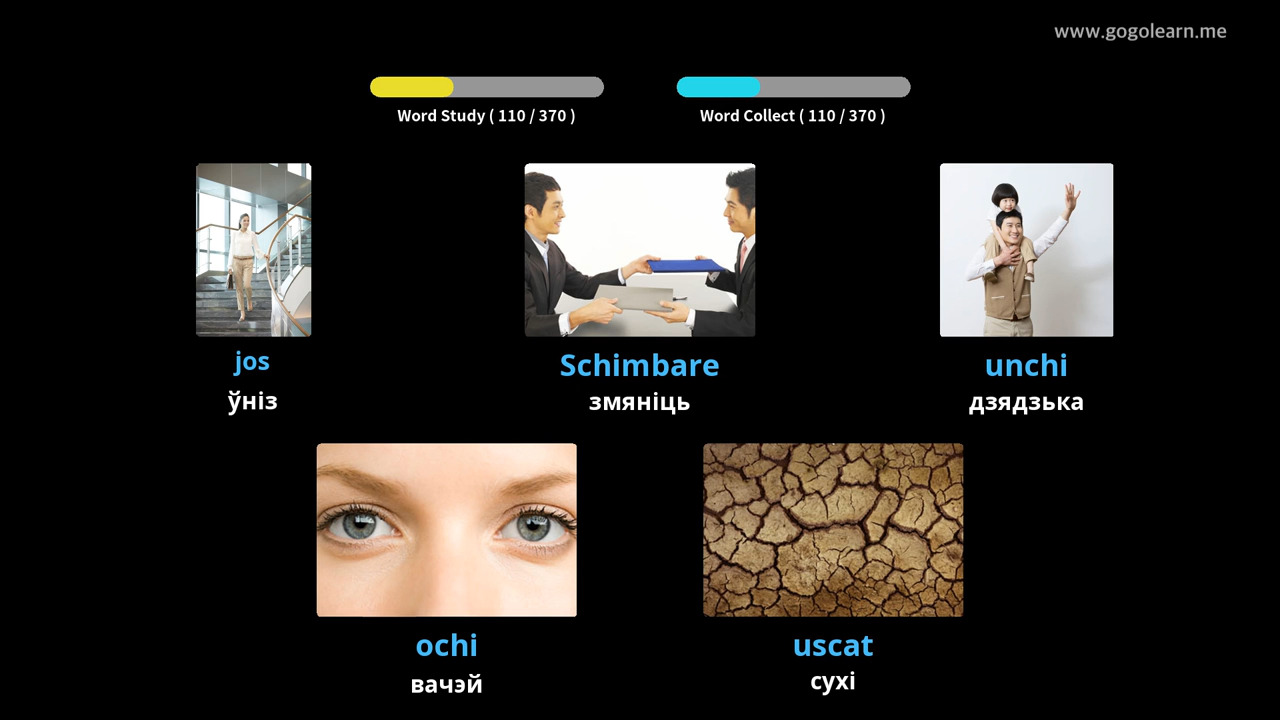 www.gogolearn.me
Word Study ( 110 / 370 )
Word Collect ( 110 / 370 )
jos
ўніз
Schimbare
змяніць
unchi
дзядзька
ochi
вачэй
uscat
сухі